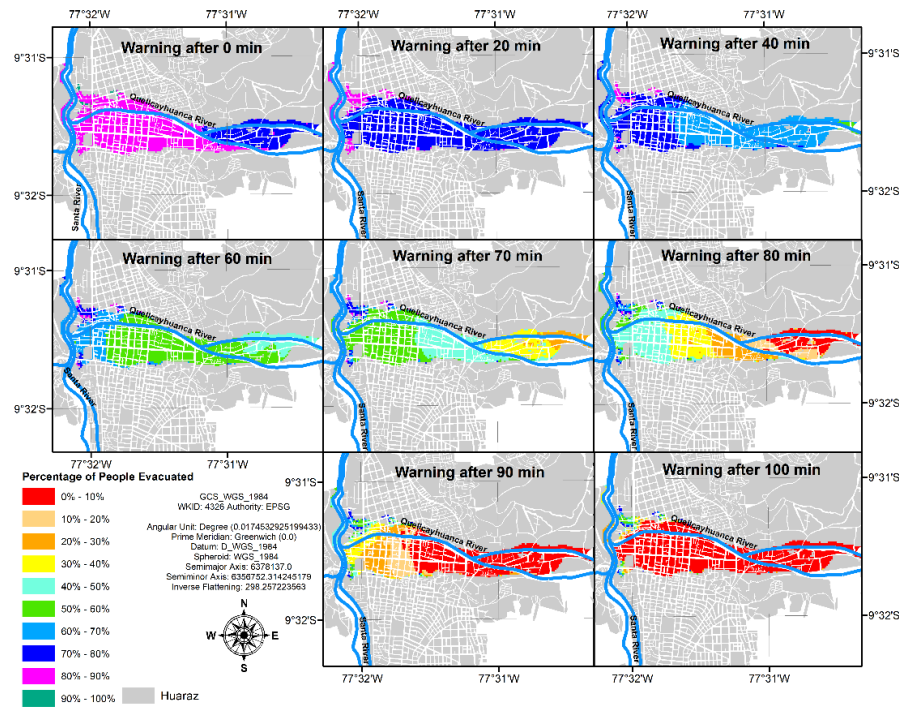 77°32'W 77°31'W 77°32'W 77°31'W 77°32'W 77°31'W
9°31'S Warning after 0 min Warning after 20 min Warning after 40 min 9°31'S
Quellcayhuanca River Quellcayhuanca River Quellcayhuanca River
9°32'S Santa River Santa River Santa River 9°32'S
9°31'S Warning after 60 min Warning after 70 min Warning after 80 min 9°31'S
Quellcayhuanca River Quellcayhuanca River Quellcayhuanca River
9°32'S Santa River Santa River Santa River 9°32'S
77°32'W 77°31'W
Warning after 90 min Warning after 100 min
Quellcayhuanca River Quellcayhuanca River 9°31'S
Santa River Santa River 9°32'S
77°32'W 77°31'W 77°32'W 77°31'W
Percentage of People Evacuated
0% - 10%
10% - 20%
20% - 30%
30% - 40%
40% - 50%
50% - 60%
60% - 70%
70% - 80%
80% - 90%
90% - 100%
Huaraz
GCS_WGS_1984
WKID: 4326 Authority: EPSG
Angular Unit: Degree (0.0174532925199433)
Prime Meridian: Greenwich (0.0)
Datum: D_WGS_1984
Spheroid: WGS_1984
Semimajor Axis: 6378137.0
Semiminor Axis: 6356752.314245179
Inverse Flattening: 298.257223563
N
W E
S